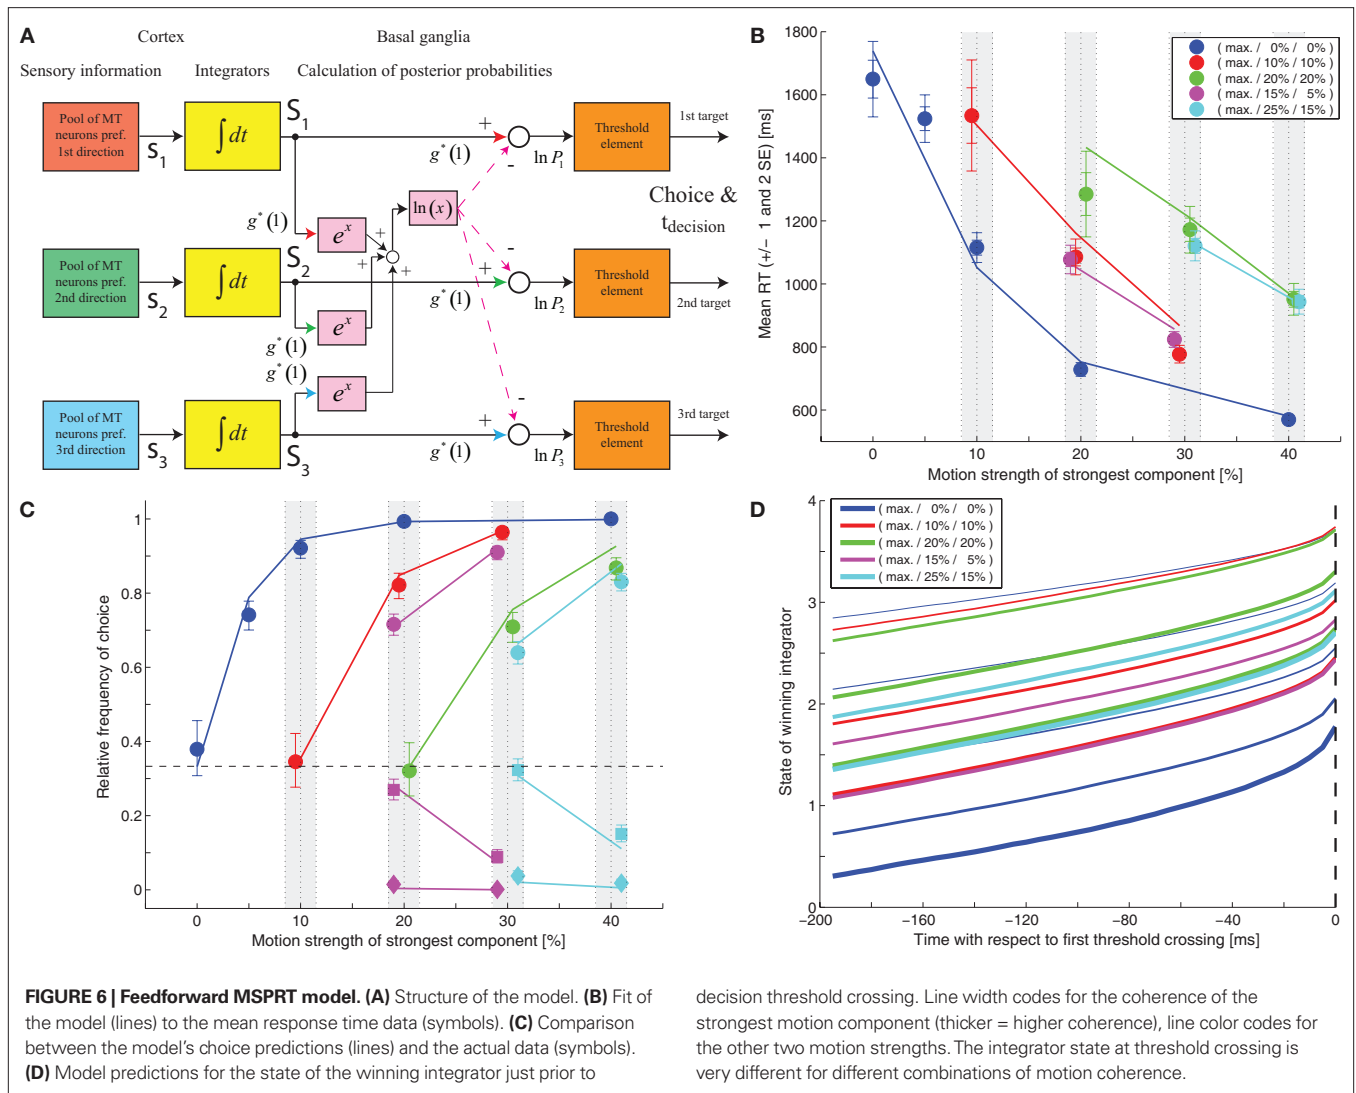 A
Cortex
Basal ganglia
Sensory information
Integrators
Calculation of posterior probabilities
Pool of MT
neurons pref.
1st direction
S1
∫dt
S1
+
g*(1)
-
ln P1
Threshold
element
1st target
g*(1)
e^x
+
ln(x)
Choice &
tdecision
Pool of MT
neurons pref.
2nd direction
S2
∫dt
S2
+
+
-
+
g*(1)
ln P2
Threshold
element
2nd target
g*(1)
e^x
g*(1)
e^x
Pool of MT
neurons pref.
3rd direction
S3
∫dt
S3
-
+
g*(1)
ln P3
Threshold
element
3rd target
B
Mean RT (+/− 1 and 2 SE) [ms]
1800
1600
1400
1200
1000
800
600
0 10 20 30 40
Motion strength of strongest component [%]
( max. / 0% / 0% )
( max. / 10% / 10% )
( max. / 20% / 20% )
( max. / 15% / 5% )
( max. / 25% / 15% )
C
Relative frequency of choice
1
0.8
0.6
0.4
0.2
0
0 10 20 30 40
Motion strength of strongest component [%]
D
State of winning integrator
4
3
2
1
0
−200 −160 −120 −80 −40 0
Time with respect to first threshold crossing [ms]
( max. / 0% / 0% )
( max. / 10% / 10% )
( max. / 20% / 20% )
( max. / 15% / 5% )
( max. / 25% / 15% )
FIGURE 6 | Feedforward MSPRT model. (A) Structure of the model. (B) Fit of
the model (lines) to the mean response time data (symbols). (C) Comparison
between the model's choice predictions (lines) and the actual data (symbols).
(D) Model predictions for the state of the winning integrator just prior to
decision threshold crossing. Line width codes for the coherence of the
strongest motion component (thicker = higher coherence), line color codes for
the other two motion strengths. The integrator state at threshold crossing is
very different for different combinations of motion coherence.